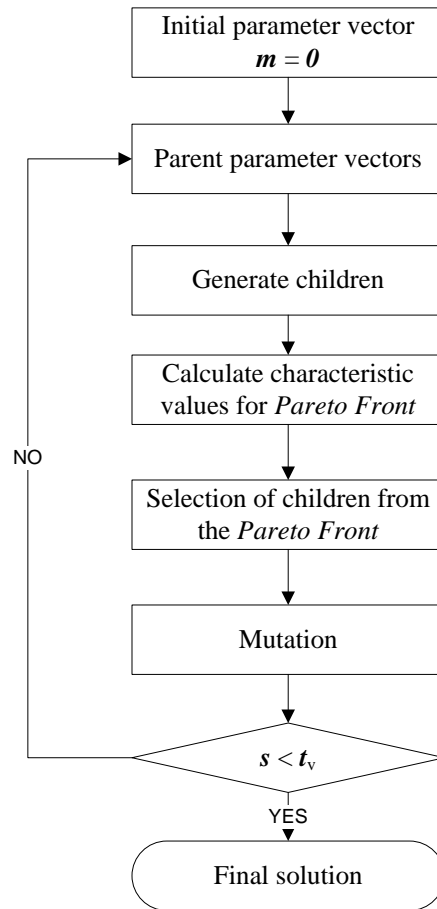 Initial parameter vector
m = 0
Parent parameter vectors
Generate children
Calculate characteristic
values for Pareto Front
NO
Selection of children from
the Pareto Front
Mutation
s < tv
YES
Final solution